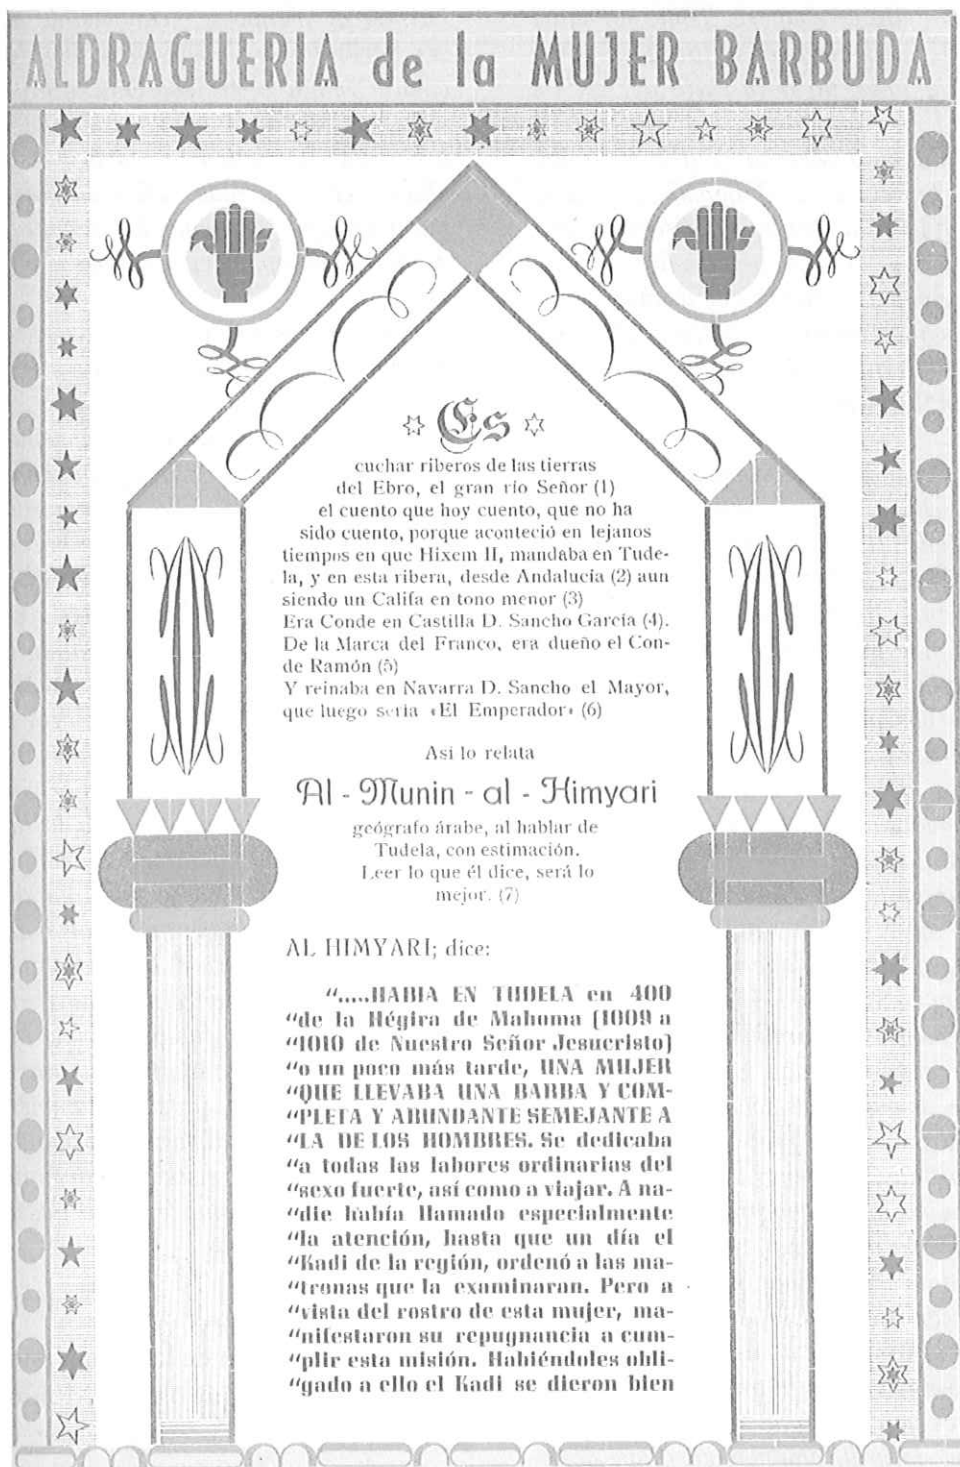 ALDRAGUERIA de la MUJER BARBUDA
Es
cuchar riberos de las tierras
del Ebro, el gran río Señor (1)
el cuento que hoy cuento, que no ha
sido cuento, porque aconteció en lejanos
tiempos en que Hixem II, mandaba en Tude-
la, y en esta ribera, desde Andalucía (2) aun
siendo un Califa en tono menor (3)
Era Conde en Castilla D. Sancho García (4).
De la Marca del Franco, era dueño el Con-
de Ramón (5)
Y reinaba en Navarra D. Sancho el Mayor,
que luego sería «El Emperador» (6)
Asi lo relata
Al - Munin - al - Himyari
geógrafo árabe, al hablar de
Tudela, con estimación.
Leer lo que él dice, será lo
mejor. (7)
AL HIMYARI; dice:
“.....HABIA EN TUDELA en 400
“de la Hégira de Mahoma (1009 a
“1010 de Nuestro Señor Jesucristo)
“o un poco más tarde, UNA MUJER
“QUE LLEVABA UNA BARBA Y COM-
“PLETA Y ABUNDANTE SEMEJANTE A
“LA DE LOS HOMBRES. Se dedicaba
“a todas las labores ordinarias del
“sexo fuerte, así como a viajar. A na-
“die había llamado especialmente
“la atención, hasta que un día el
“Kadi de la región, ordenó a las ma-
“tronas que la examinaran. Pero a
“vista del rostro de esta mujer, ma-
“nifestaron su repugnancia a cum-
“plir esta misión. Habiéndoles obli-
“gado a ello el Kadi se dieron bien